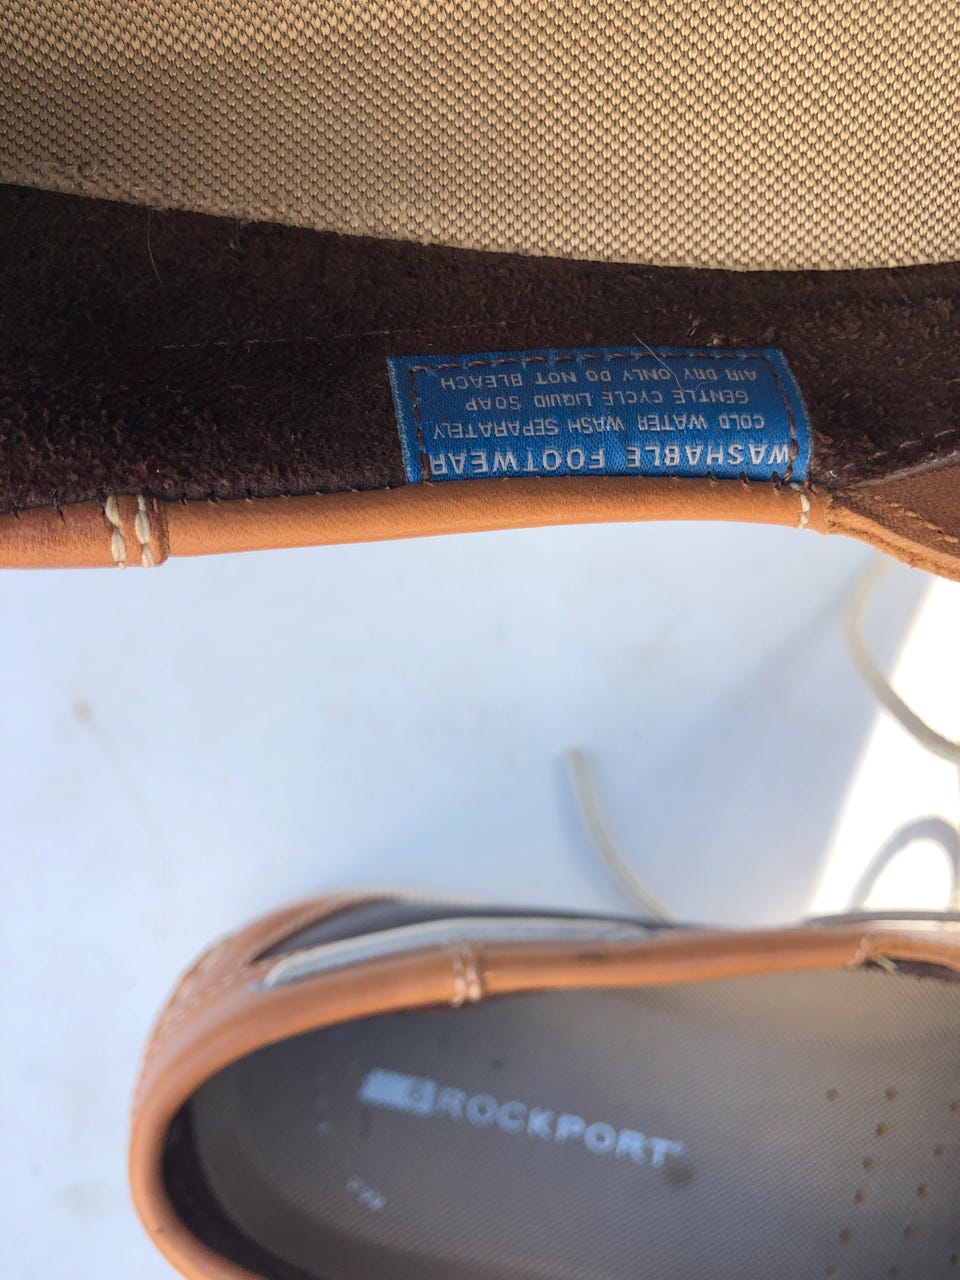 WASHABLE FOOTWEAR
COLD WATER WASH SEPARATELY
GENTLE CYCLE LIQUID SOAP
AIR DRY ONLY DO NOT BLEACH
ROCKPORT